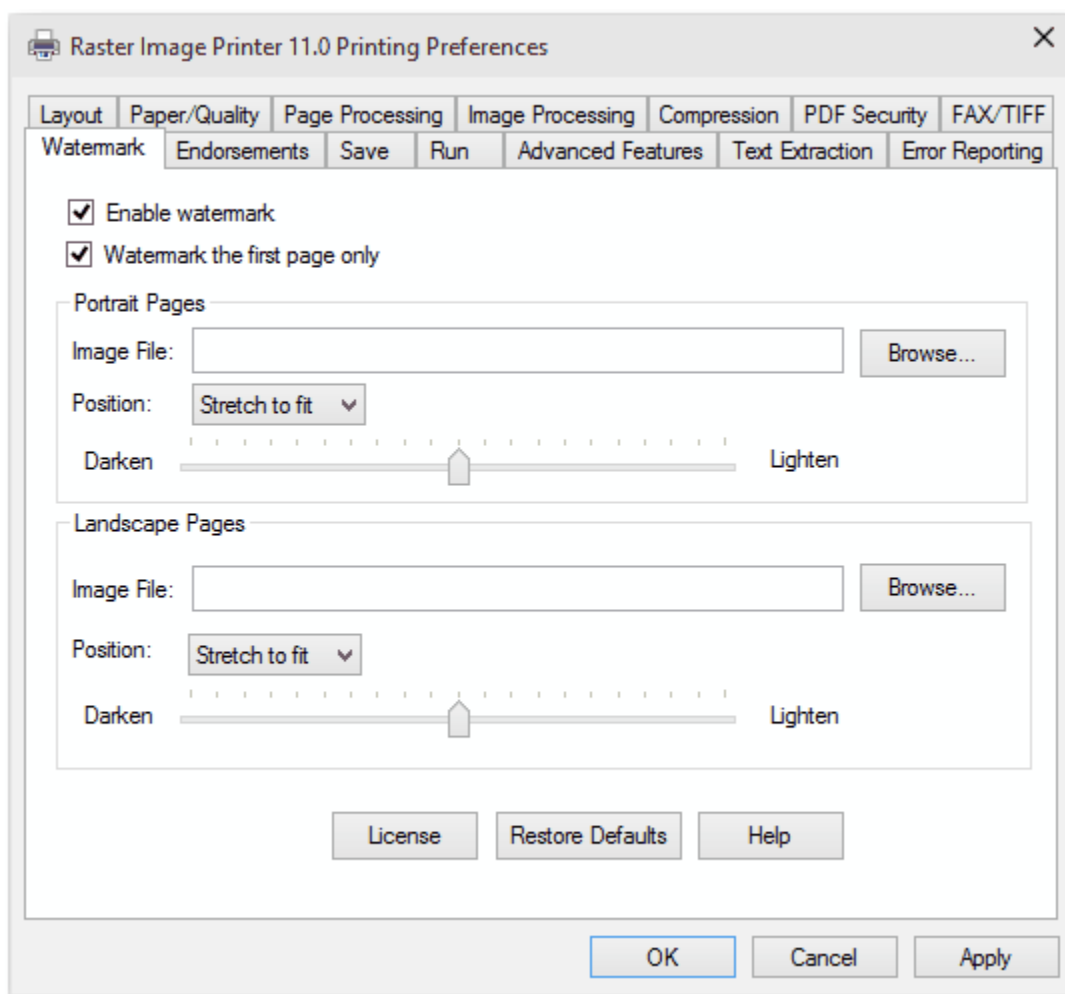 Raster Image Printer 11.0 Printing Preferences
Layout Paper/Quality Page Processing Image Processing Compression PDF Security FAX/TIFF
Watermark Endorsements Save Run Advanced Features Text Extraction Error Reporting
Enable watermark
Watermark the first page only
Portrait Pages
Image File: Browse...
Position: Stretch to fit
Darken Lighten
Landscape Pages
Image File: Browse...
Position: Stretch to fit
Darken Lighten
License Restore Defaults Help
OK Cancel Apply